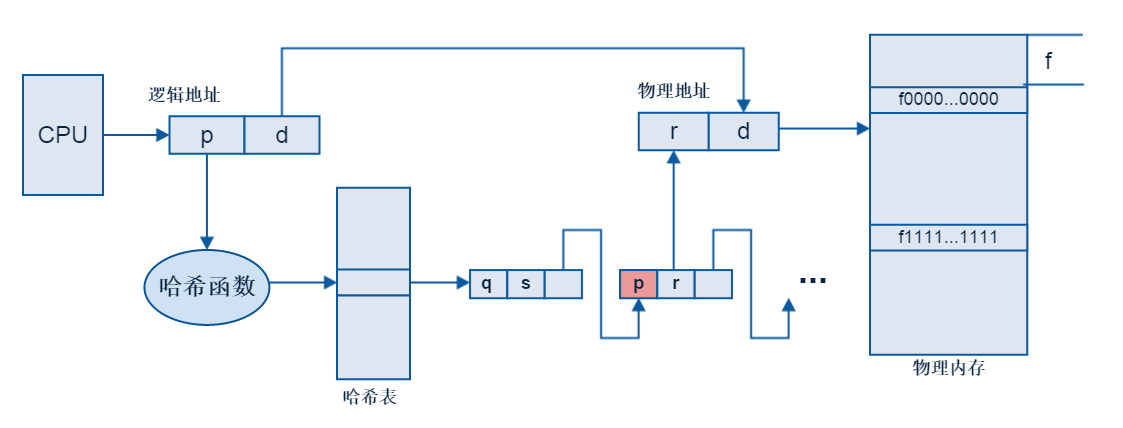 CPU
逻辑地址
p
d
哈希函数
哈希表
q
s
p
r
...
物理地址
r
d
f
f0000...0000
f1111...1111
物理内存